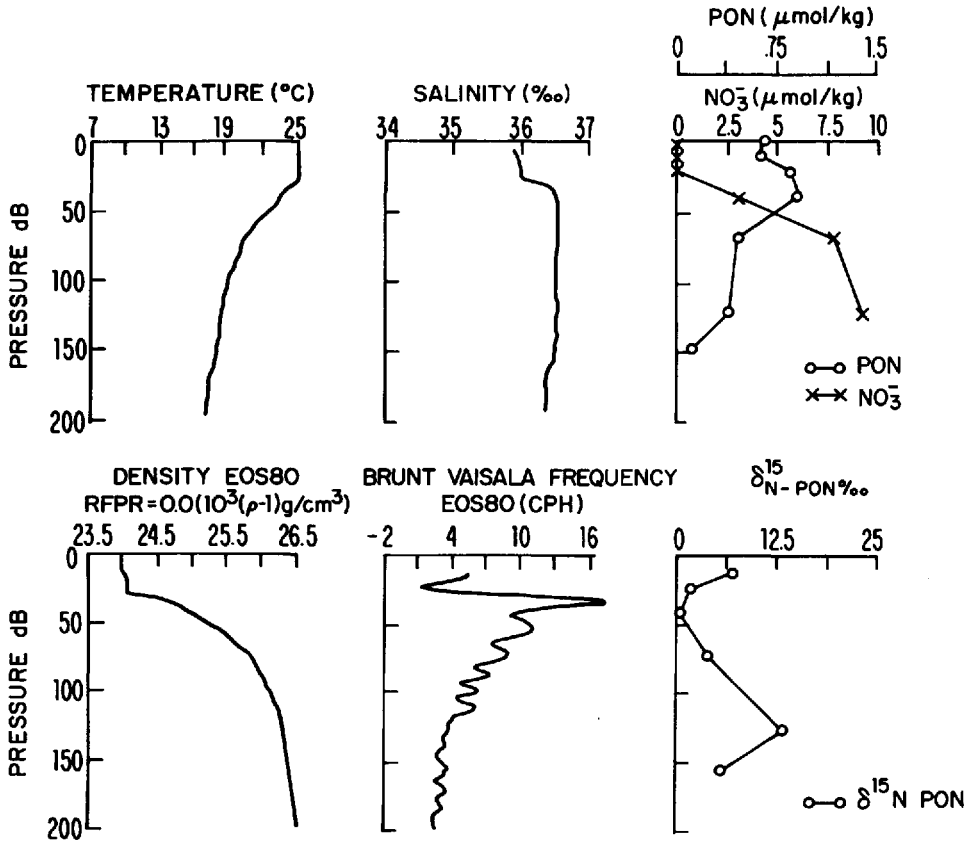 PON (μmol/kg)
0 .75 1.5
TEMPERATURE (°C)
7 13 19 25
SALINITY (‰)
34 35 36 37
NO₃⁻ (μmol/kg)
0 2.5 5 7.5 10
PRESSURE dB
0
50
100
150
200
PON
NO₃⁻
DENSITY EOS80
RFPR = 0.0(10³(ρ-1)g/cm³)
23.5 24.5 25.5 26.5
BRUNT VAISALA FREQUENCY
EOS80 (CPH)
-2 4 10 16
δ¹⁵N-PON‰
0 12.5 25
PRESSURE dB
0
50
100
150
200
δ¹⁵N PON